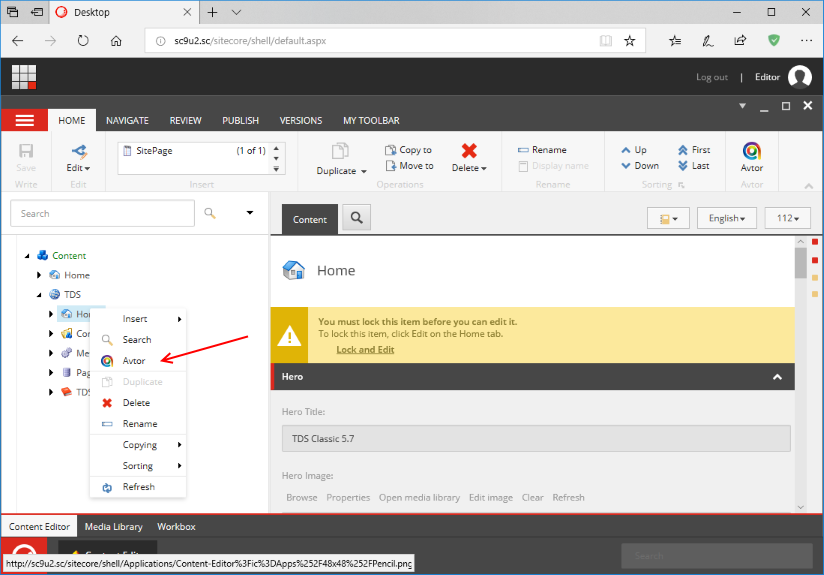 Desktop
sc9u2.sc/sitecore/shell/default.aspx
Log out | Editor
HOME NAVIGATE REVIEW PUBLISH VERSIONS MY TOOLBAR
Save
Write
Edit
Edit
SitePage (1 of 1)
Insert
Duplicate
Copy to
Move to
Delete
Operations
Rename
Display name
Rename
Up First
Down Last
Sorting
Avtor
Avtor
Search
Content
English
112
Content
Home
TDS
Ho
Co
Me
Pag
TDS
Insert
Search
Avtor
Duplicate
Delete
Rename
Copying
Sorting
Refresh
Home
You must lock this item before you can edit it.
To lock this item, click Edit on the Home tab.
Lock and Edit
Hero
Hero Title:
TDS Classic 5.7
Hero Image:
Browse Properties Open media library Edit image Clear Refresh
Content Editor Media Library Workbox
Search
http://sc9u2.sc/sitecore/shell/Applications/Content-Editor%3Fic%3DApps%252F48x48%252FPencil.png